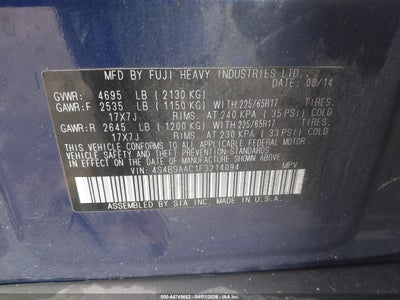 MFD BY FUJI HEAVY INDUSTRIES LTD.,
DATE: 08/14
GVWR: 4695 LB (2130 KG)
GAWR:F 2535 LB (1150 KG) WITH 225/65R17 TIRES,
17X7J RIMS, AT 240 KPA (35 PSI) COLD
GAWR:R 2645 LB (1200 KG) WITH 225/65R17 TIRES,
17X7J RIMS, AT 230 KPA (33 PSI) COLD
THIS VEHICLE CONFORMS TO ALL APPLICABLE FEDERAL
MOTOR VEHICLE SAFETY AND THEFT PREVENTION
STANDARDS IN EFFECT ON THE DATE OF
MANUFACTURE SHOWN ABOVE.
VIN: 4S4BSAAC1F3214094 MPV
ASSEMBLED BY SIA, INC., MADE IN U.S.A.
000-44745652 04/01/2026 - IAAI